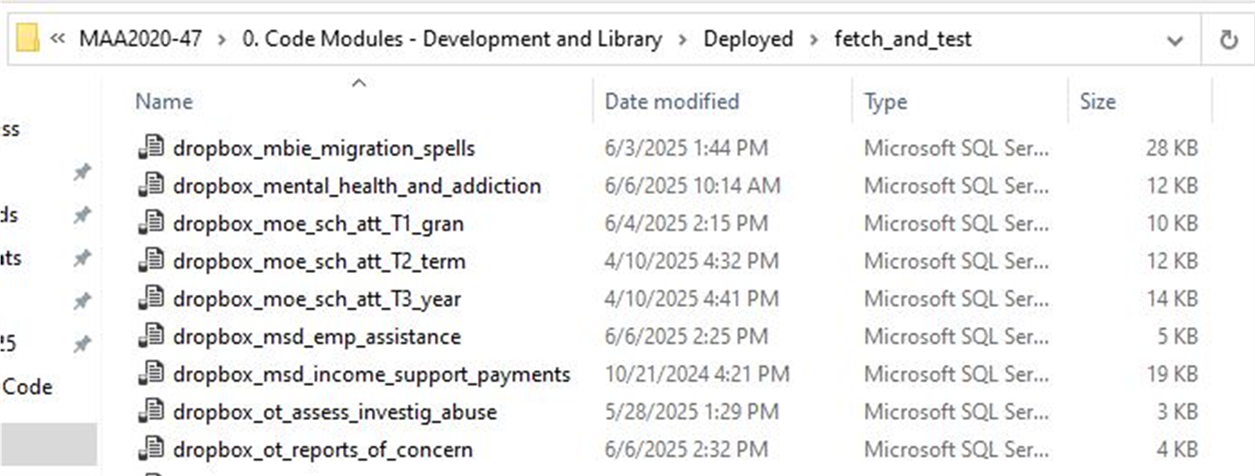 « MAA2020-47 > 0. Code Modules - Development and Library > Deployed > fetch_and_test
Name Date modified Type Size
ss
dropbox_mbie_migration_spells 6/3/2025 1:44 PM Microsoft SQL Ser... 28 KB
dropbox_mental_health_and_addiction 6/6/2025 10:14 AM Microsoft SQL Ser... 12 KB
ds
dropbox_moe_sch_att_T1_gran 6/4/2025 2:15 PM Microsoft SQL Ser... 10 KB
nts
dropbox_moe_sch_att_T2_term 4/10/2025 4:32 PM Microsoft SQL Ser... 12 KB
dropbox_moe_sch_att_T3_year 4/10/2025 4:41 PM Microsoft SQL Ser... 14 KB
25
dropbox_msd_emp_assistance 6/6/2025 2:25 PM Microsoft SQL Ser... 5 KB
dropbox_msd_income_support_payments 10/21/2024 4:21 PM Microsoft SQL Ser... 19 KB
Code
dropbox_ot_assess_investig_abuse 5/28/2025 1:29 PM Microsoft SQL Ser... 3 KB
dropbox_ot_reports_of_concern 6/6/2025 2:32 PM Microsoft SQL Ser... 4 KB